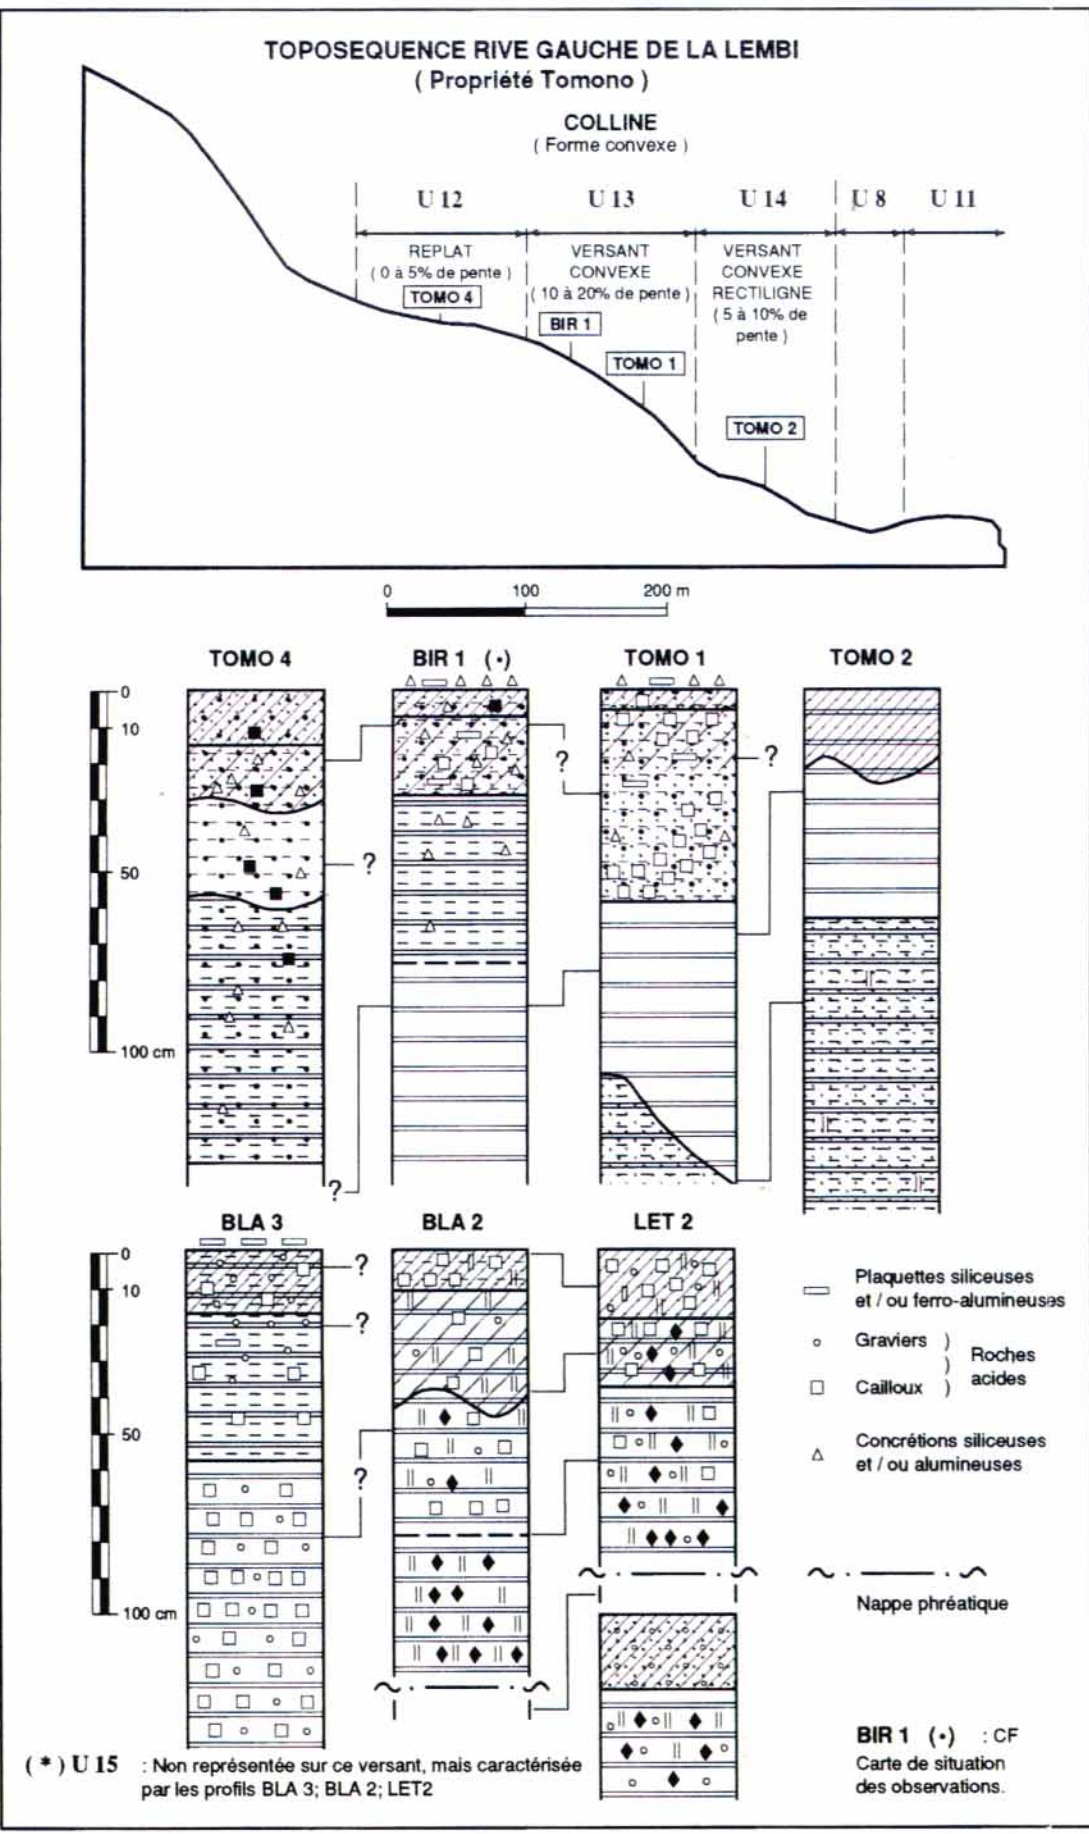 TOPOSEQUENCE RIVE GAUCHE DE LA LEMBI
( Propriété Tomono )
COLLINE
( Forme convexe )
U 12
U 13
U 14
U 8
U 11
REPLAT
( 0 à 5% de pente )
VERSANT
CONVEXE
( 10 à 20% de pente )
VERSANT
CONVEXE
RECTILIGNE
( 5 à 10% de
pente )
TOMO 4
BIR 1
TOMO 1
TOMO 2
0 100 200 m
TOMO 4
BIR 1 (•)
TOMO 1
TOMO 2
0
10
50
100 cm
?
?
?
?
?
BLA 3
BLA 2
LET 2
0
10
50
100 cm
?
?
?
Plaquettes siliceuses
et / ou ferro-alumineuses
Graviers )
)
Cailloux )
Roches
acides
Concrétions siliceuses
et / ou alumineuses
Nappe phréatique
BIR 1 (•) : CF
Carte de situation
des observations.
( * ) U 15 : Non représentée sur ce versant, mais caractérisée
par les profils BLA 3; BLA 2; LET2